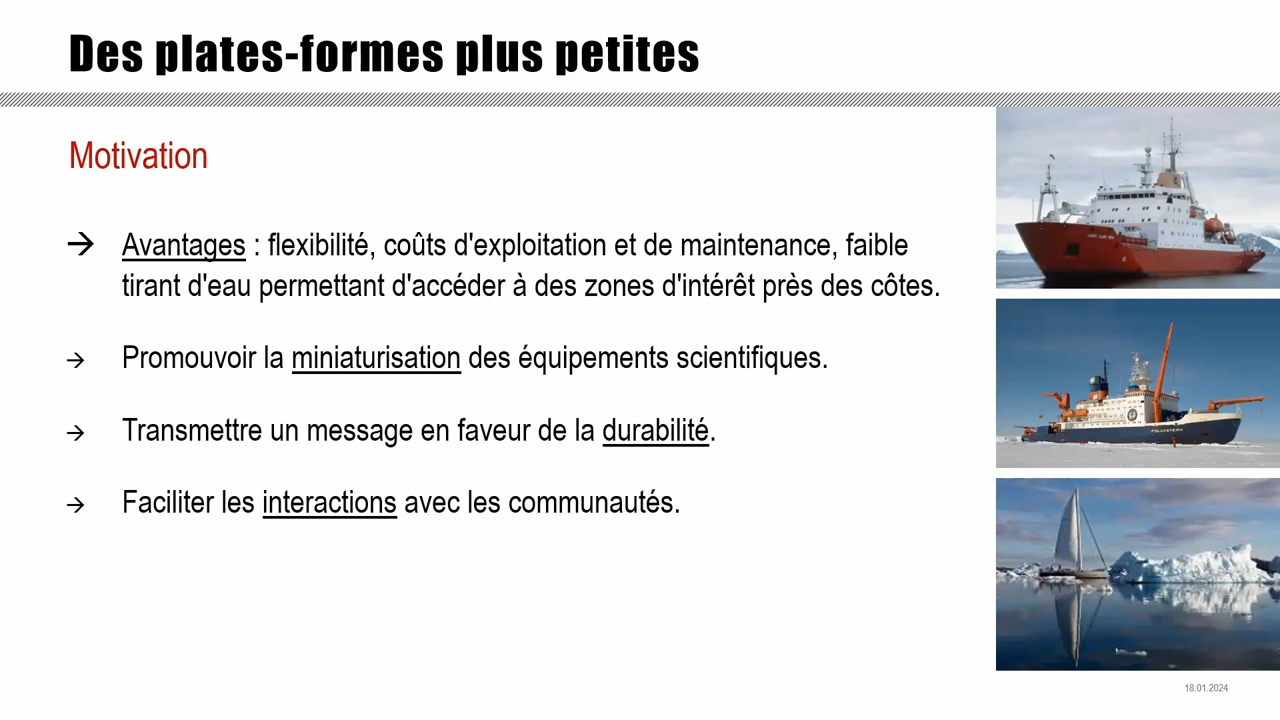 Des plates-formes plus petites
Motivation
→ Avantages : flexibilité, coûts d'exploitation et de maintenance, faible
tirant d'eau permettant d'accéder à des zones d'intérêt près des côtes.
→ Promouvoir la miniaturisation des équipements scientifiques.
→ Transmettre un message en faveur de la durabilité.
→ Faciliter les interactions avec les communautés.
POLARSTERN
18.01.2024